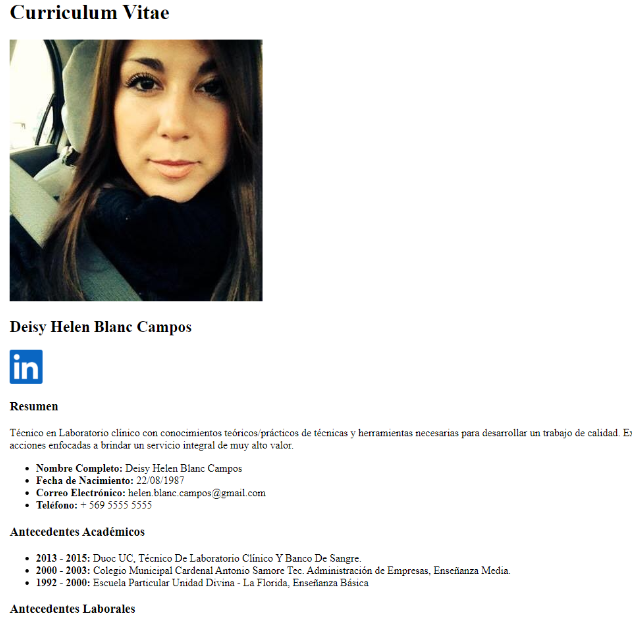 Curriculum Vitae
Deisy Helen Blanc Campos
in
Resumen
Técnico en Laboratorio clínico con conocimientos teóricos/prácticos de técnicas y herramientas necesarias para desarrollar un trabajo de calidad.
acciones enfocadas a brindar un servicio integral de muy alto valor.
• Nombre Completo: Deisy Helen Blanc Campos
• Fecha de Nacimiento: 22/08/1987
• Correo Electrónico: helen.blanc.campos@gmail.com
• Teléfono: + 569 5555 5555
Antecedentes Académicos
• 2013 - 2015: Duoc UC, Técnico De Laboratorio Clínico Y Banco De Sangre.
• 2000 - 2003: Colegio Municipal Cardenal Antonio Samore Tec. Administración de Empresas, Enseñanza Media.
• 1992 - 2000: Escuela Particular Unidad Divina - La Florida, Enseñanza Básica
Antecedentes Laborales